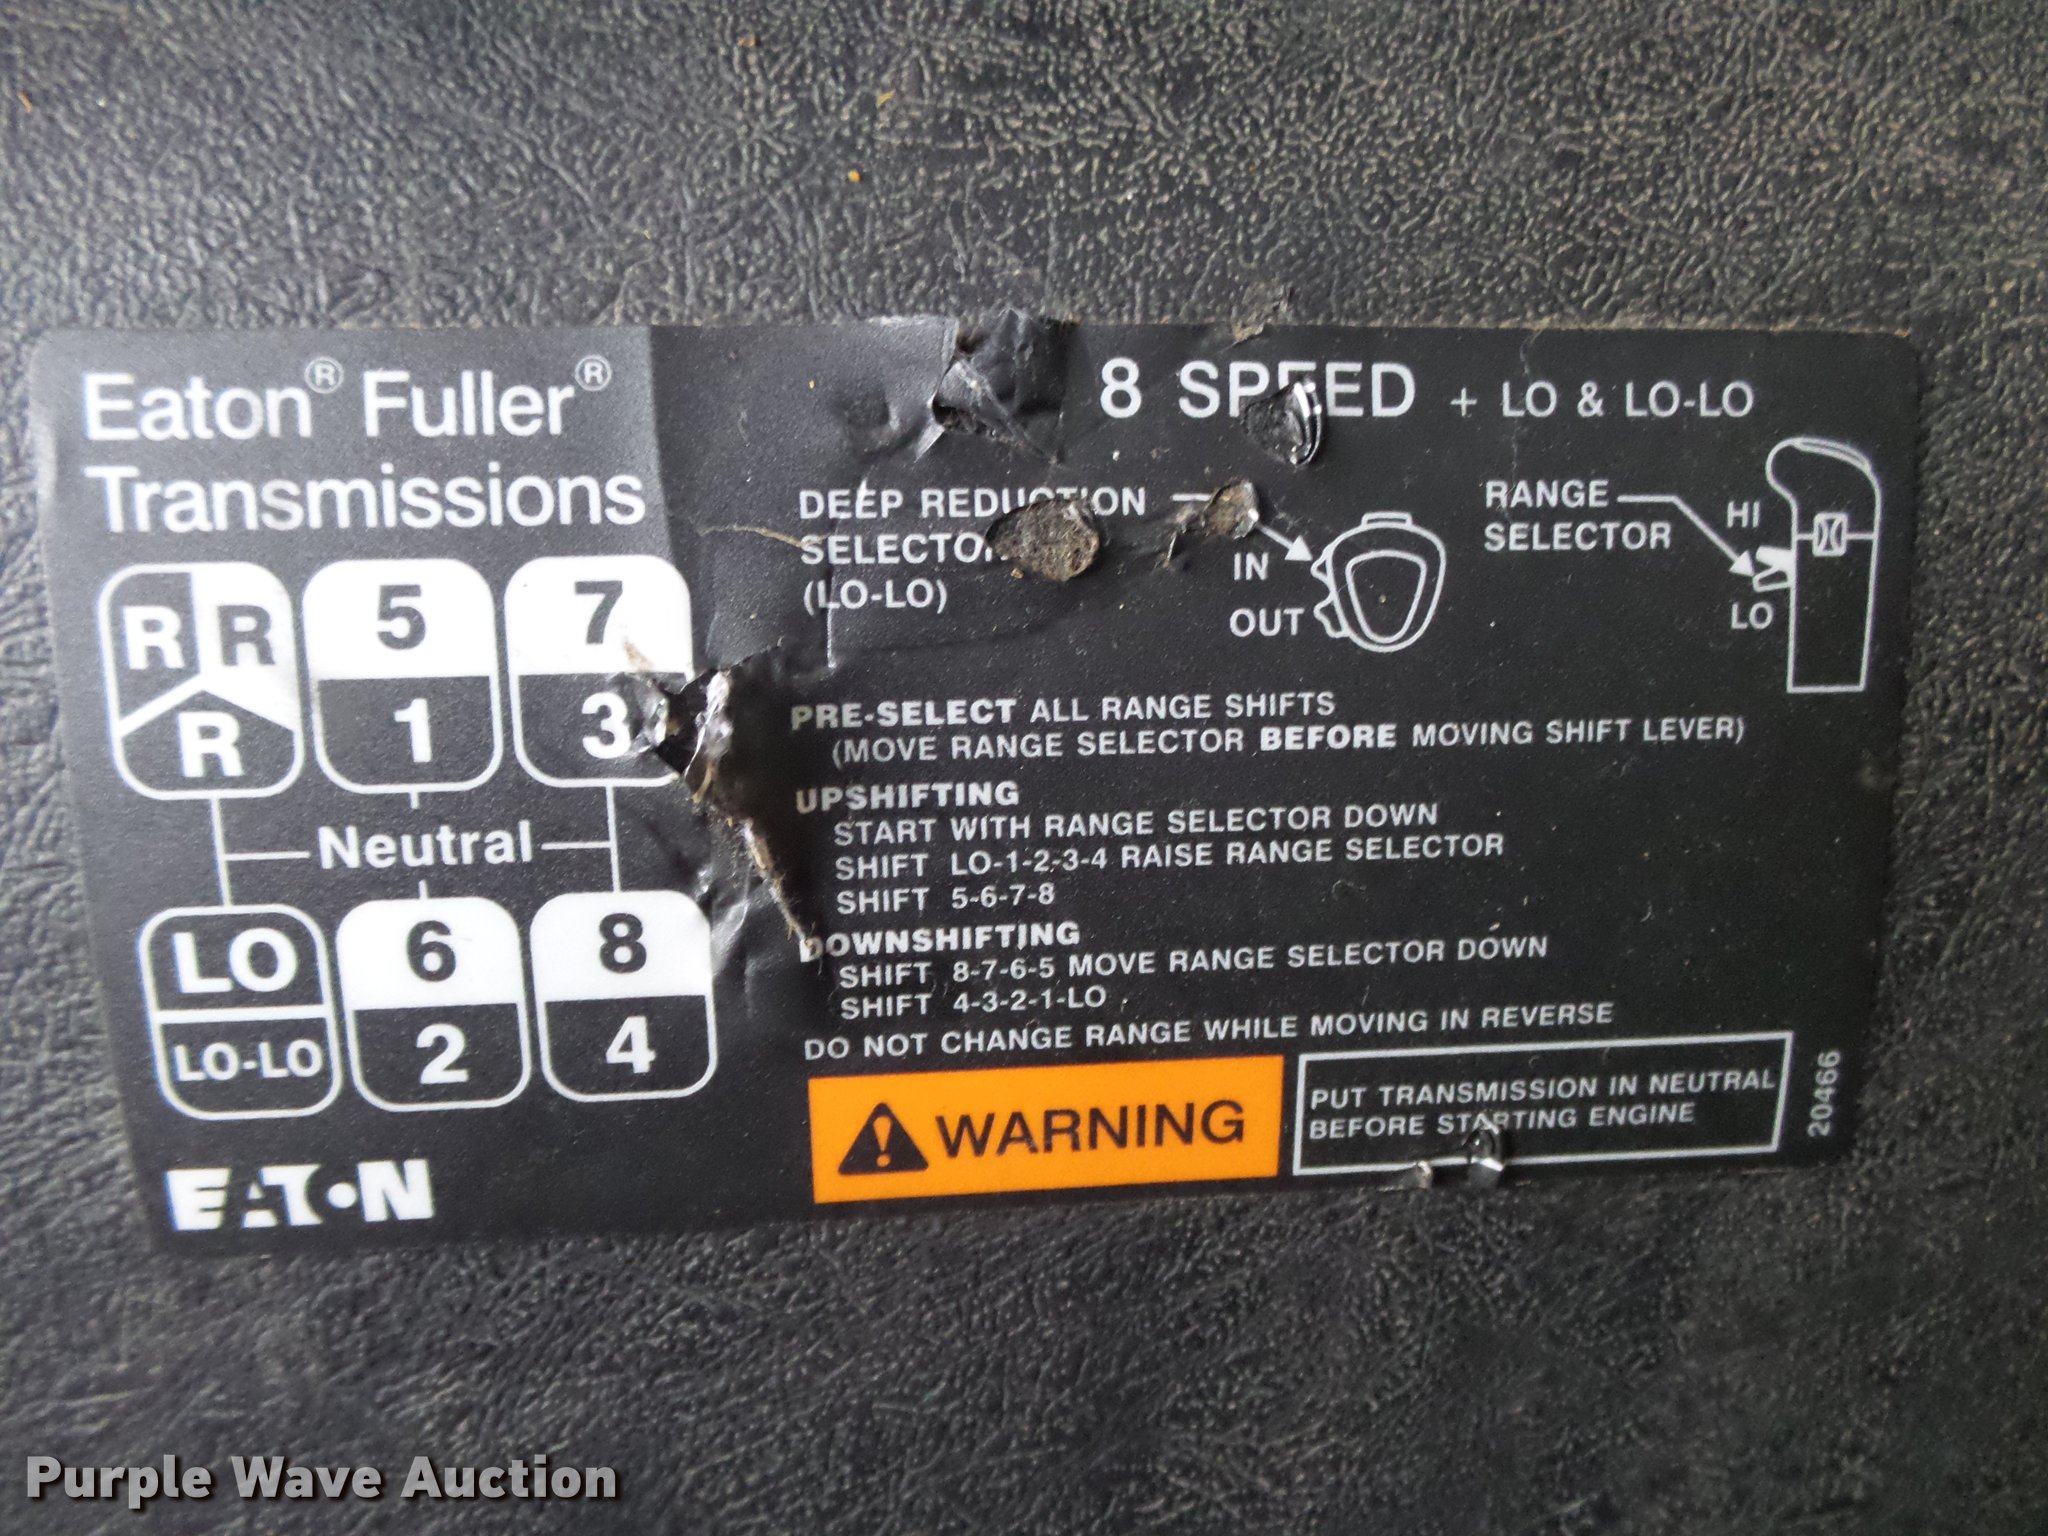 Eaton® Fuller®
Transmissions
8 SPEED + LO & LO-LO
R R 5 7
R 1 3
Neutral
LO 6 8
LO-LO 2 4
EATON
DEEP REDUCTION
SELECTOR
(LO-LO)
IN
OUT
RANGE
SELECTOR
HI
LO
PRE-SELECT ALL RANGE SHIFTS
(MOVE RANGE SELECTOR BEFORE MOVING SHIFT LEVER)
UPSHIFTING
START WITH RANGE SELECTOR DOWN
SHIFT LO-1-2-3-4 RAISE RANGE SELECTOR
SHIFT 5-6-7-8
DOWNSHIFTING
SHIFT 8-7-6-5 MOVE RANGE SELECTOR DOWN
SHIFT 4-3-2-1-LO
DO NOT CHANGE RANGE WHILE MOVING IN REVERSE
WARNING
PUT TRANSMISSION IN NEUTRAL
BEFORE STARTING ENGINE
20466
Purple Wave Auction